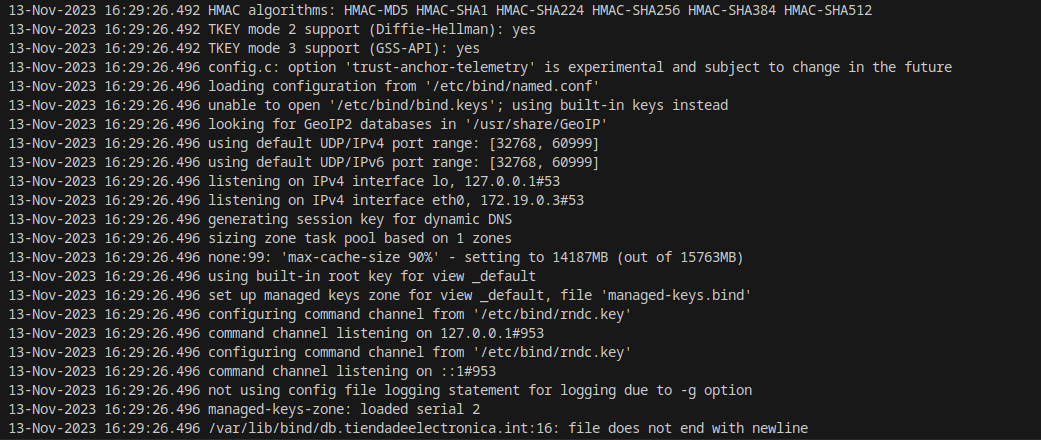 13-Nov-2023 16:29:26.492 HMAC algorithms: HMAC-MD5 HMAC-SHA1 HMAC-SHA224 HMAC-SHA256 HMAC-SHA384 HMAC-SHA512
13-Nov-2023 16:29:26.492 TKEY mode 2 support (Diffie-Hellman): yes
13-Nov-2023 16:29:26.492 TKEY mode 3 support (GSS-API): yes
13-Nov-2023 16:29:26.496 config.c: option 'trust-anchor-telemetry' is experimental and subject to change in the future
13-Nov-2023 16:29:26.496 loading configuration from '/etc/bind/named.conf'
13-Nov-2023 16:29:26.496 unable to open '/etc/bind/bind.keys'; using built-in keys instead
13-Nov-2023 16:29:26.496 looking for GeoIP2 databases in '/usr/share/GeoIP'
13-Nov-2023 16:29:26.496 using default UDP/IPv4 port range: [32768, 60999]
13-Nov-2023 16:29:26.496 using default UDP/IPv6 port range: [32768, 60999]
13-Nov-2023 16:29:26.496 listening on IPv4 interface lo, 127.0.0.1#53
13-Nov-2023 16:29:26.496 listening on IPv4 interface eth0, 172.19.0.3#53
13-Nov-2023 16:29:26.496 generating session key for dynamic DNS
13-Nov-2023 16:29:26.496 sizing zone task pool based on 1 zones
13-Nov-2023 16:29:26.496 none:99: 'max-cache-size 90%' - setting to 14187MB (out of 15763MB)
13-Nov-2023 16:29:26.496 using built-in root key for view _default
13-Nov-2023 16:29:26.496 set up managed keys zone for view _default, file 'managed-keys.bind'
13-Nov-2023 16:29:26.496 configuring command channel from '/etc/bind/rndc.key'
13-Nov-2023 16:29:26.496 command channel listening on 127.0.0.1#953
13-Nov-2023 16:29:26.496 configuring command channel from '/etc/bind/rndc.key'
13-Nov-2023 16:29:26.496 command channel listening on ::1#953
13-Nov-2023 16:29:26.496 not using config file logging statement for logging due to -g option
13-Nov-2023 16:29:26.496 managed-keys-zone: loaded serial 2
13-Nov-2023 16:29:26.496 /var/lib/bind/db.tiendadeelectronica.int:16: file does not end with newline